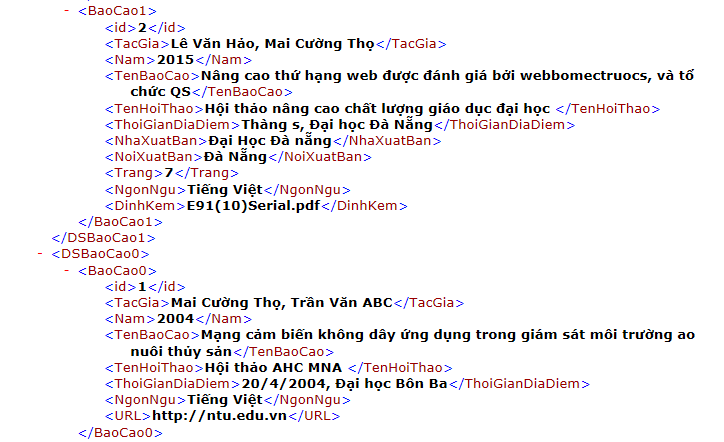 - <BaoCao1>
<id>2</id>
<TacGia>Lê Văn Hảo, Mai Cường Thọ</TacGia>
<Nam>2015</Nam>
<TenBaoCao>Nâng cao thứ hạng web được đánh giá bởi webbomectruocs, và tổ
chức QS</TenBaoCao>
<TenHoiThao>Hội thảo nâng cao chất lượng giáo dục đại học </TenHoiThao>
<ThoiGianDiaDiem>Thàng s, Đại học Đà Nẵng</ThoiGianDiaDiem>
<NhaXuatBan>Đại Học Đà nẵng</NhaXuatBan>
<NoiXuatBan>Đà Nẵng</NoiXuatBan>
<Trang>7</Trang>
<NgonNgu>Tiếng Việt</NgonNgu>
<DinhKem>E91(10)Serial.pdf</DinhKem>
</BaoCao1>
</DSBaoCao1>
- <DSBaoCao0>
- <BaoCao0>
<id>1</id>
<TacGia>Mai Cường Thọ, Trần Văn ABC</TacGia>
<Nam>2004</Nam>
<TenBaoCao>Mạng cảm biến không dây ứng dụng trong giám sát môi trường ao
nuôi thủy sản</TenBaoCao>
<TenHoiThao>Hội thảo AHC MNA </TenHoiThao>
<ThoiGianDiaDiem>20/4/2004, Đại học Bôn Ba</ThoiGianDiaDiem>
<NgonNgu>Tiếng Việt</NgonNgu>
<URL>http://ntu.edu.vn</URL>
</BaoCao0>